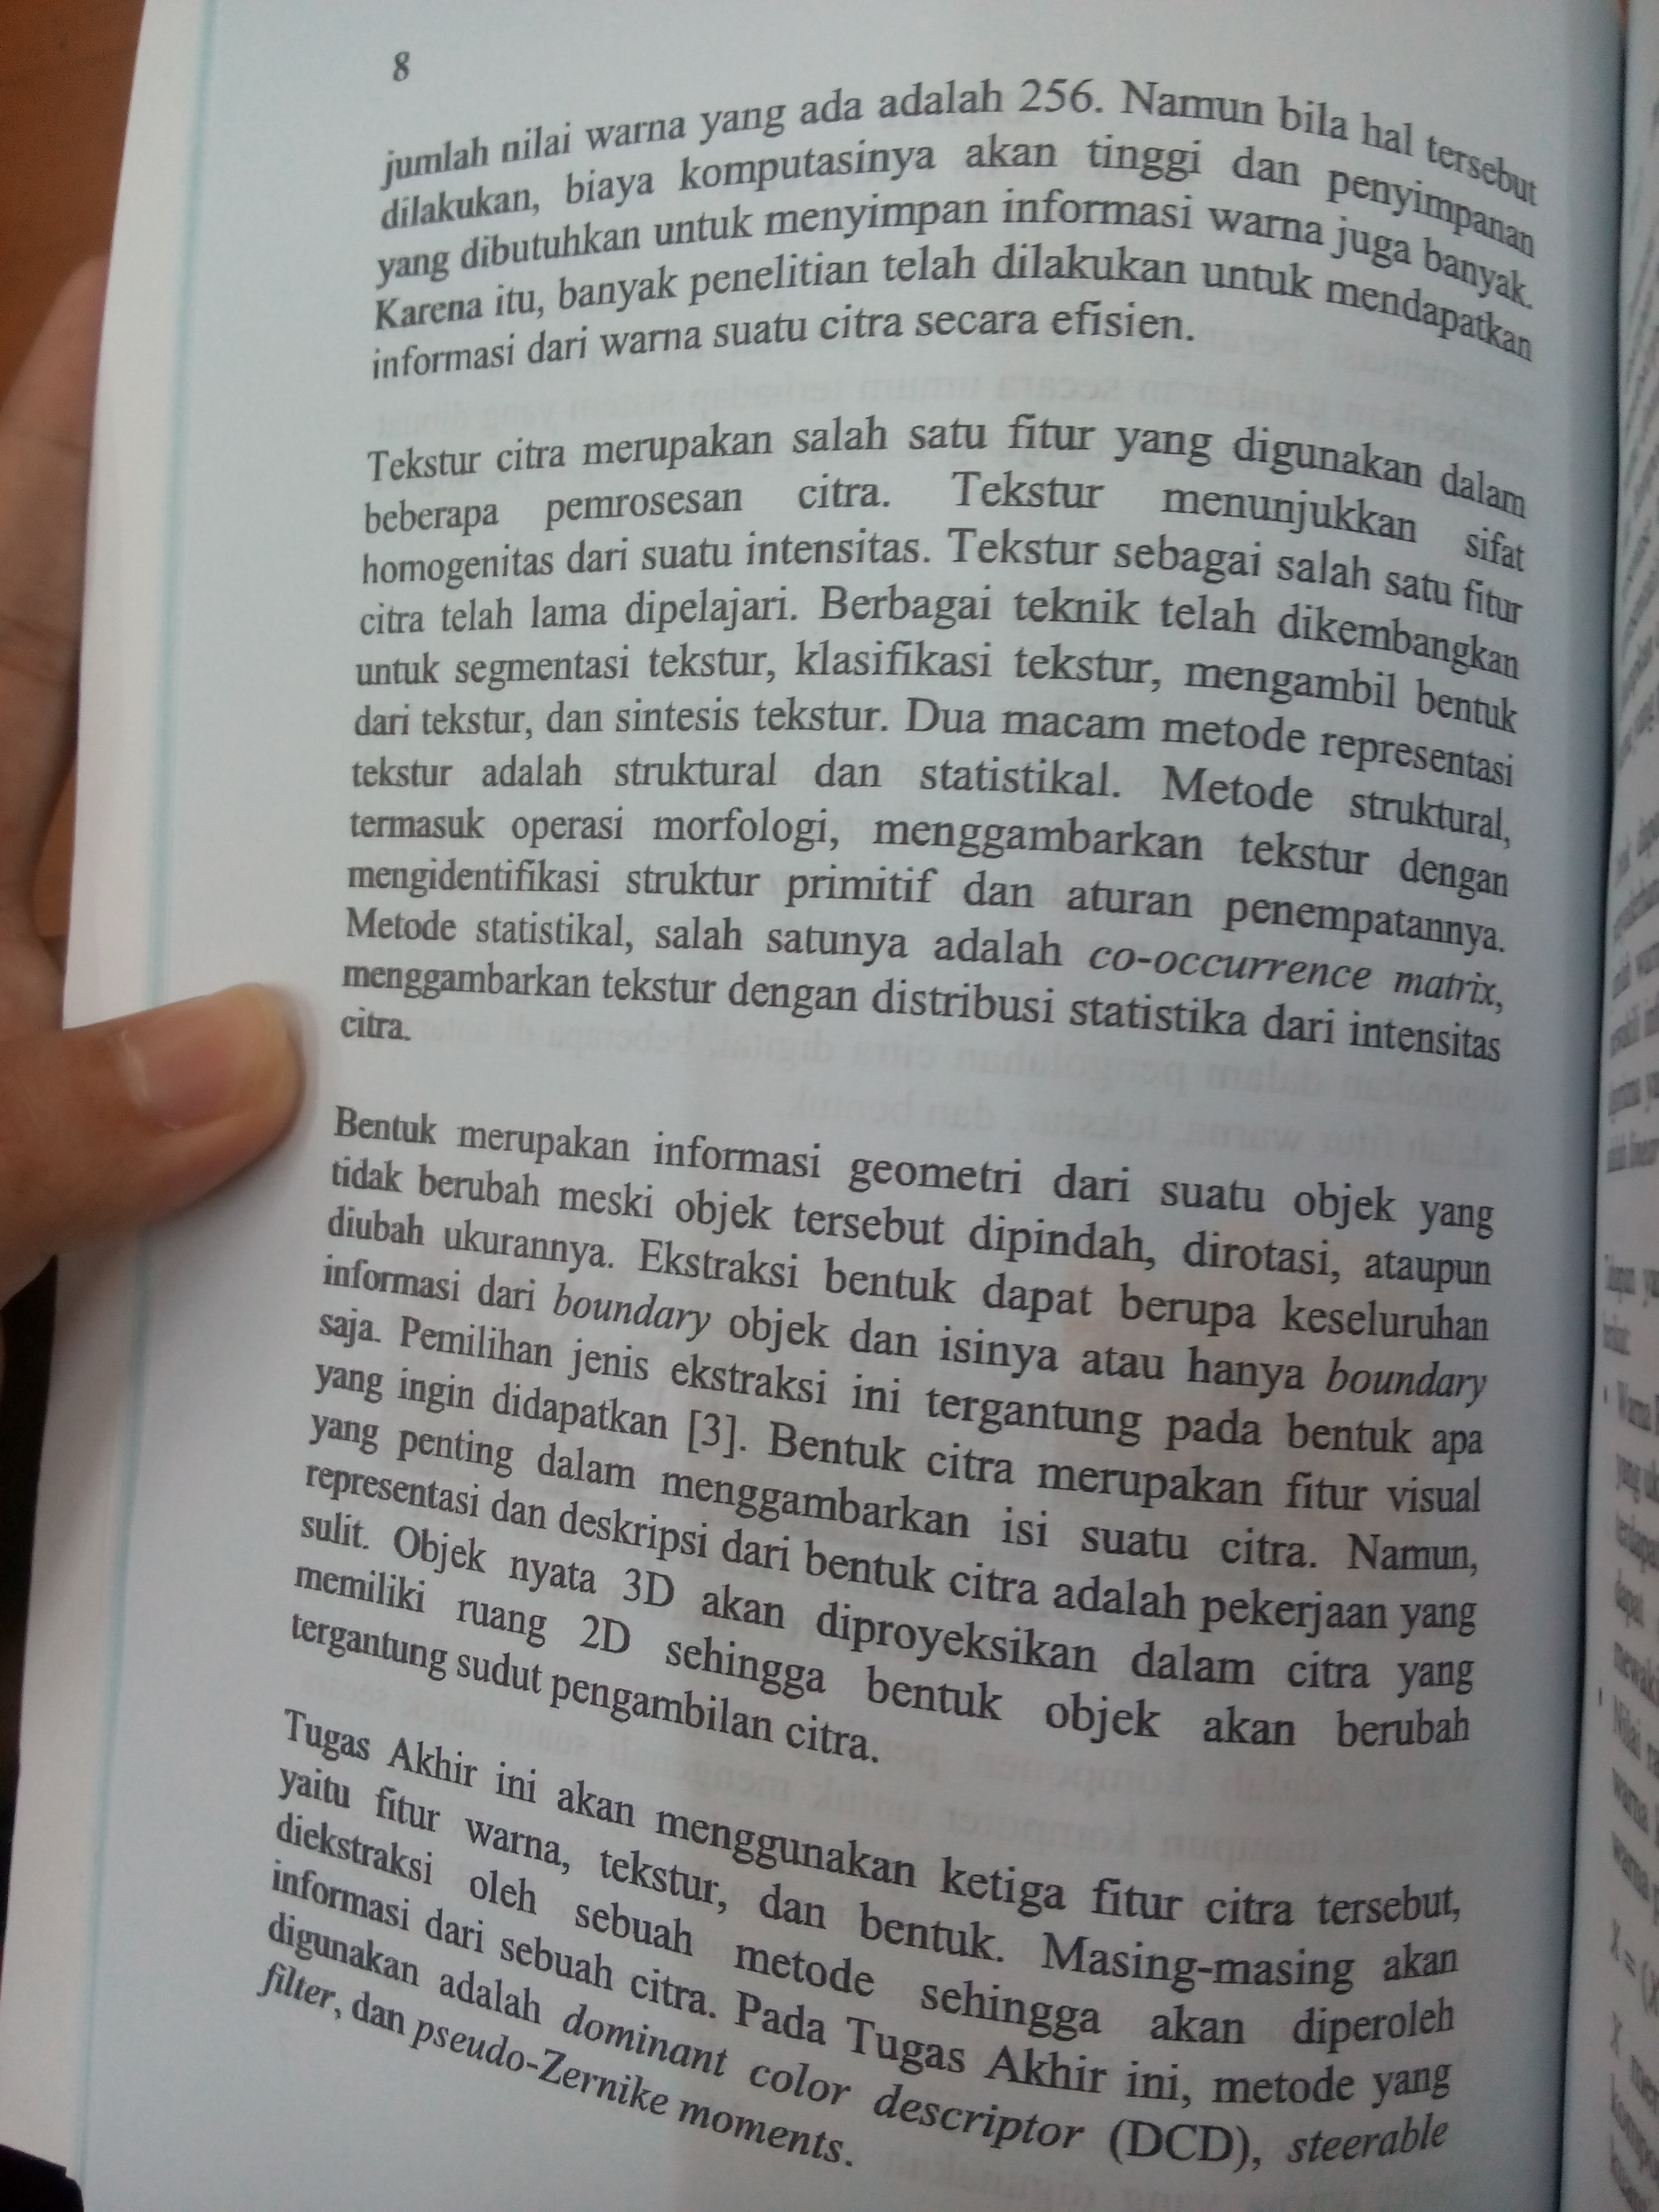 8
jumlah nilai warna yang ada adalah 256. Namun bila hal tersebut
dilakukan, biaya komputasinya akan tinggi dan penyimpanan
yang dibutuhkan untuk menyimpan informasi warna juga banyak.
Karena itu, banyak penelitian telah dilakukan untuk mendapatkan
informasi dari warna suatu citra secara efisien.
Tekstur citra merupakan salah satu fitur yang digunakan dalam
beberapa pemrosesan citra. Tekstur menunjukkan sifat
homogenitas dari suatu intensitas. Tekstur sebagai salah satu fitur
citra telah lama dipelajari. Berbagai teknik telah dikembangkan
untuk segmentasi tekstur, klasifikasi tekstur, mengambil bentuk
dari tekstur, dan sintesis tekstur. Dua macam metode representasi
tekstur adalah struktural dan statistikal. Metode struktural,
termasuk operasi morfologi, menggambarkan tekstur dengan
mengidentifikasi struktur primitif dan aturan penempatannya.
Metode statistikal, salah satunya adalah co-occurrence matrix,
menggambarkan tekstur dengan distribusi statistika dari intensitas
citra.
Bentuk merupakan informasi geometri dari suatu objek yang
tidak berubah meski objek tersebut dipindah, dirotasi, ataupun
diubah ukurannya. Ekstraksi bentuk dapat berupa keseluruhan
informasi dari boundary objek dan isinya atau hanya boundary
saja. Pemilihan jenis ekstraksi ini tergantung pada bentuk apa
yang ingin didapatkan [3]. Bentuk citra merupakan fitur visual
yang penting dalam menggambarkan isi suatu citra. Namun,
representasi dan deskripsi dari bentuk citra adalah pekerjaan yang
sulit. Objek nyata 3D akan diproyeksikan dalam citra yang
memiliki ruang 2D sehingga bentuk objek akan berubah
tergantung sudut pengambilan citra.
Tugas Akhir ini akan menggunakan ketiga fitur citra tersebut,
yaitu fitur warna, tekstur, dan bentuk. Masing-masing akan
diekstraksi oleh sebuah metode sehingga akan diperoleh
informasi dari sebuah citra. Pada Tugas Akhir ini, metode yang
digunakan adalah dominant color descriptor (DCD), steerable
filter, dan pseudo-Zernike moments.